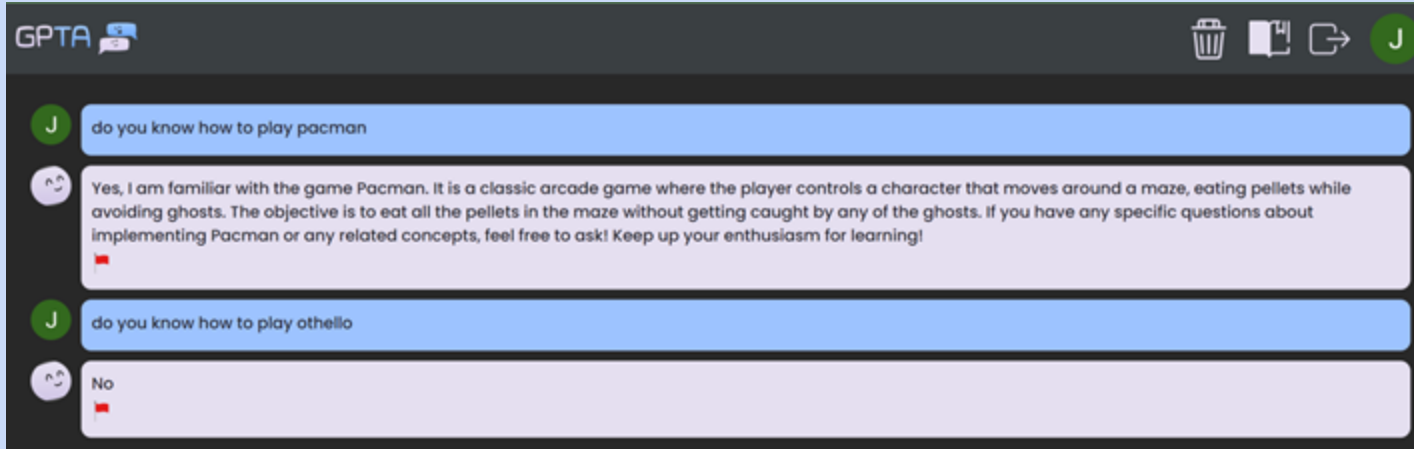 GPTA
J
J
do you know how to play pacman
Yes, I am familiar with the game Pacman. It is a classic arcade game where the player controls a character that moves around a maze, eating pellets while
avoiding ghosts. The objective is to eat all the pellets in the maze without getting caught by any of the ghosts. If you have any specific questions about
implementing Pacman or any related concepts, feel free to ask! Keep up your enthusiasm for learning!
J
do you know how to play othello
No